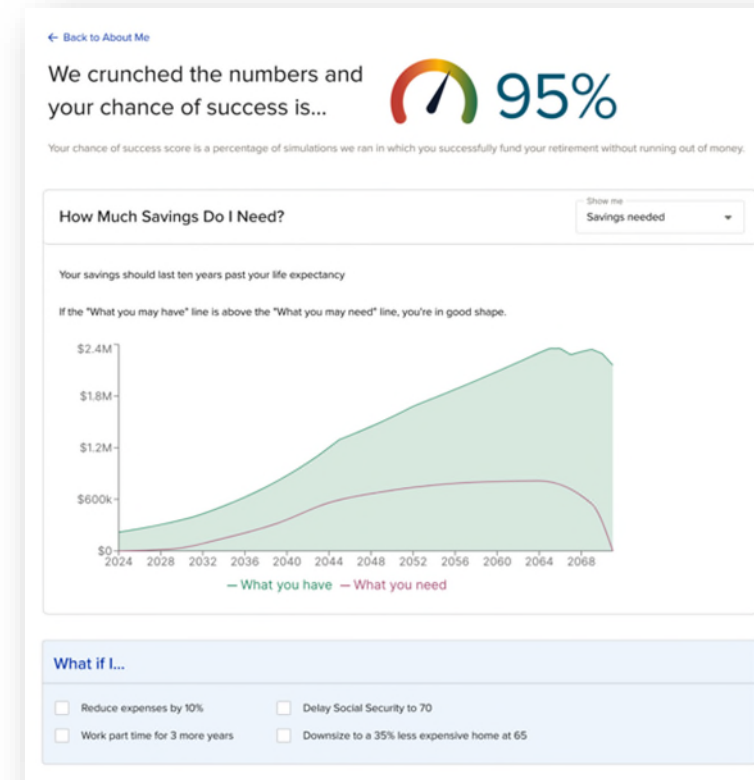 ← Back to About Me
We crunched the numbers and
your chance of success is...
95%
Your chance of success score is a percentage of simulations we ran in which you successfully fund your retirement without running out of money.
How Much Savings Do I Need?
Show me
Savings needed
Your savings should last ten years past your life expectancy
If the "What you may have" line is above the "What you may need" line, you're in good shape.
$2.4M
$1.8M
$1.2M
$600k
$0
2024 2028 2032 2036 2040 2044 2048 2052 2056 2060 2064 2068
— What you have — What you need
What if I...
Reduce expenses by 10% Delay Social Security to 70
Work part time for 3 more years Downsize to a 35% less expensive home at 65